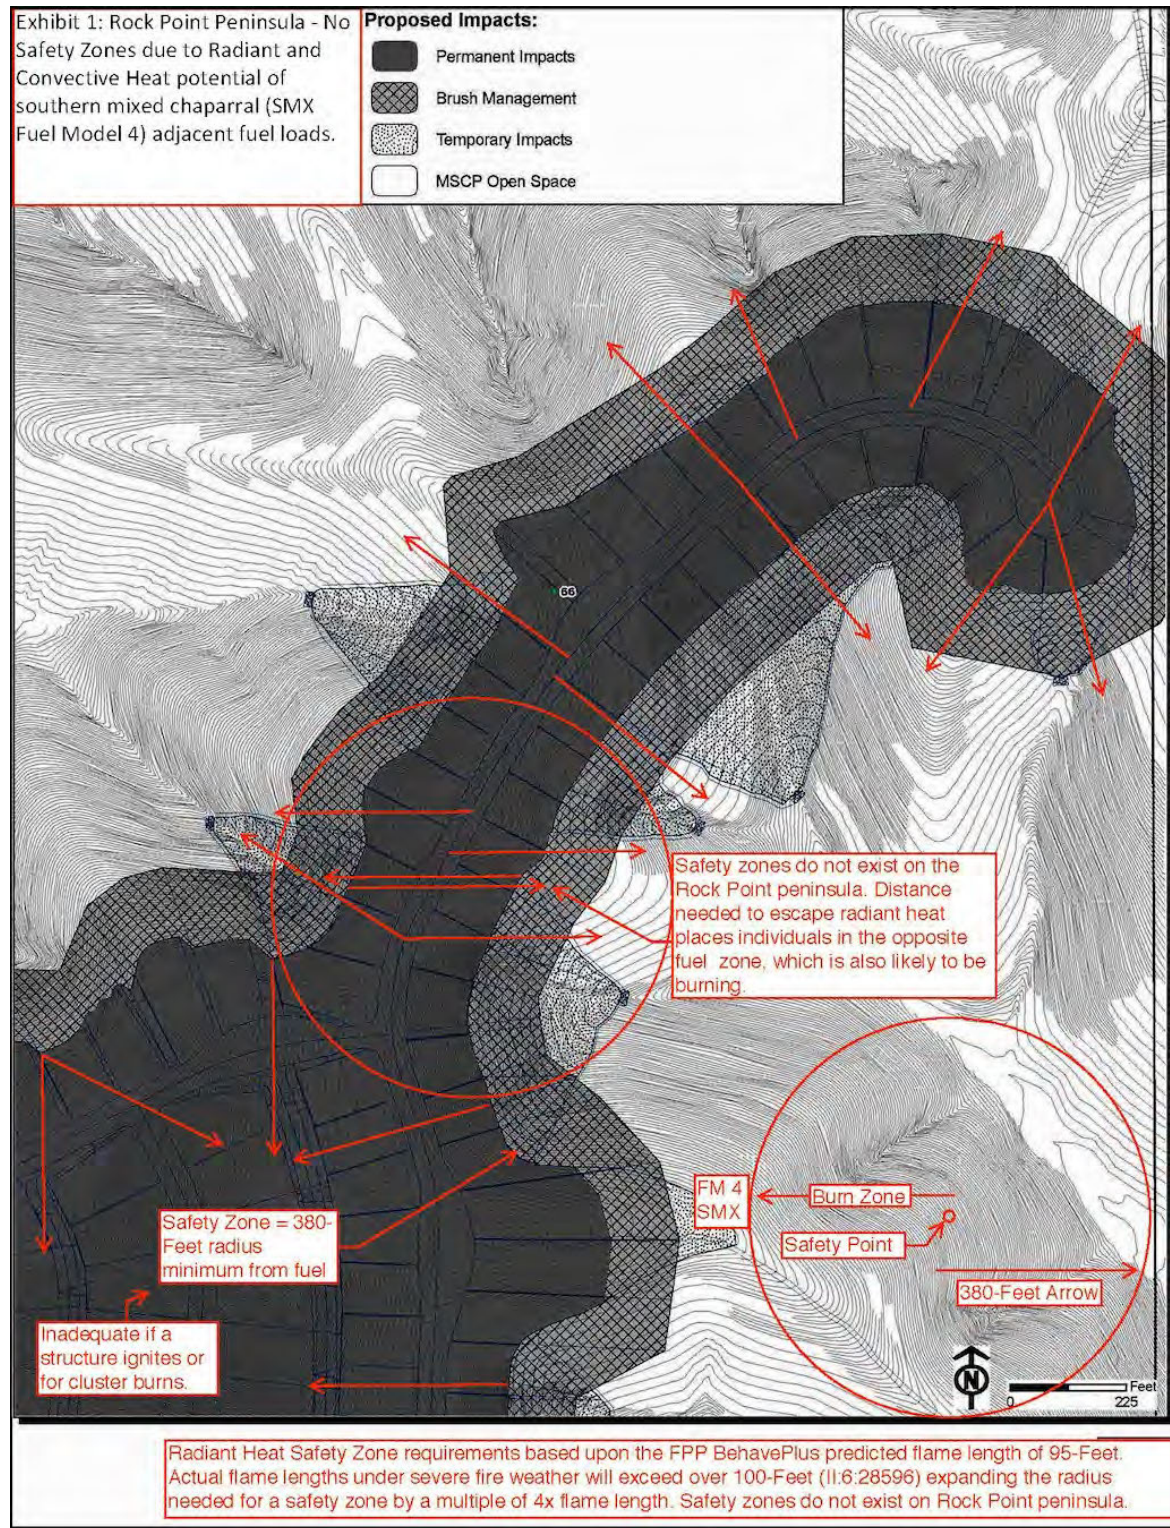 Exhibit 1: Rock Point Peninsula - No
Safety Zones due to Radiant and
Convective Heat potential of
southern mixed chaparral (SMX
Fuel Model 4) adjacent fuel loads.
Proposed Impacts:
Permanent Impacts
Brush Management
Temporary Impacts
MSCP Open Space
66
Safety zones do not exist on the
Rock Point peninsula. Distance
needed to escape radiant heat
places individuals in the opposite
fuel zone, which is also likely to be
burning.
FM 4
SMX
Burn Zone
Safety Point
380-Feet Arrow
Safety Zone = 380-
Feet radius
minimum from fuel
Inadequate if a
structure ignites or
for cluster burns.
N
Feet
0
225
Radiant Heat Safety Zone requirements based upon the FPP BehavePlus predicted flame length of 95-Feet.
Actual flame lengths under severe fire weather will exceed over 100-Feet (II:6:28596) expanding the radius
needed for a safety zone by a multiple of 4x flame length. Safety zones do not exist on Rock Point peninsula.